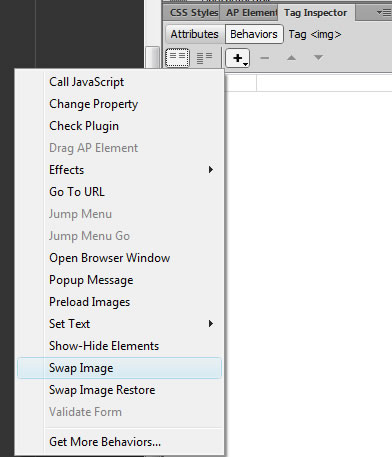 CSS Styles AP Element Tag Inspector
Attributes Behaviors Tag <img>
Call JavaScript
Change Property
Check Plugin
Drag AP Element
Effects
Go To URL
Jump Menu
Jump Menu Go
Open Browser Window
Popup Message
Preload Images
Set Text
Show-Hide Elements
Swap Image
Swap Image Restore
Validate Form
Get More Behaviors...